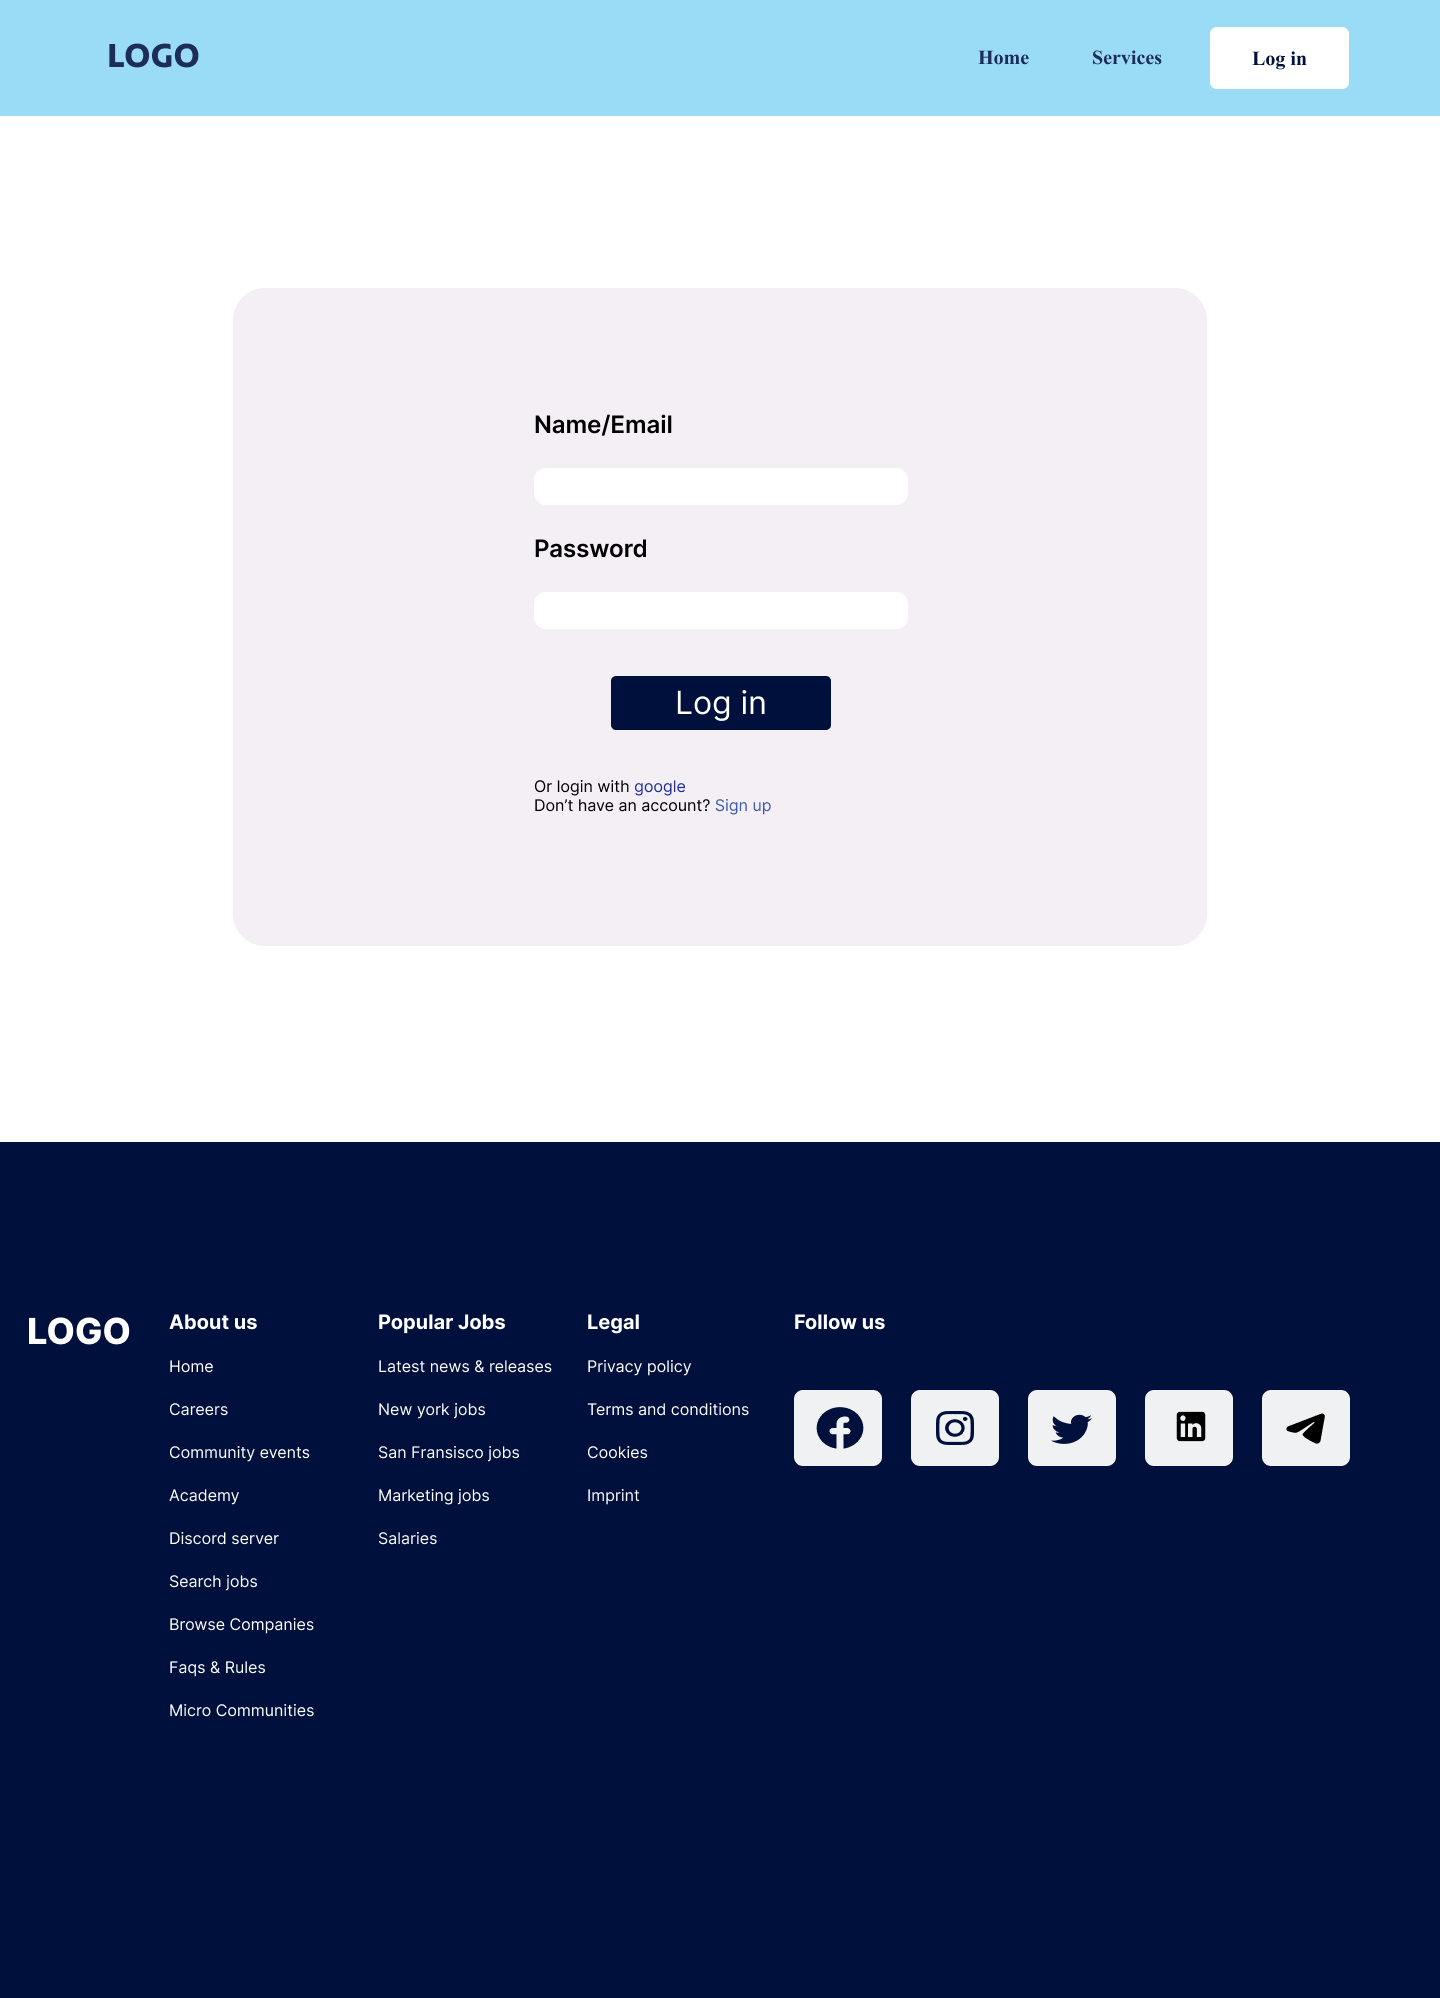 LOGO
Home
Services
Log in
Name/Email
Password
Log in
Or login with google
Don’t have an account? Sign up
LOGO
About us
Home
Careers
Community events
Academy
Discord server
Search jobs
Browse Companies
Faqs & Rules
Micro Communities
Popular Jobs
Latest news & releases
New york jobs
San Fransisco jobs
Marketing jobs
Salaries
Legal
Privacy policy
Terms and conditions
Cookies
Imprint
Follow us